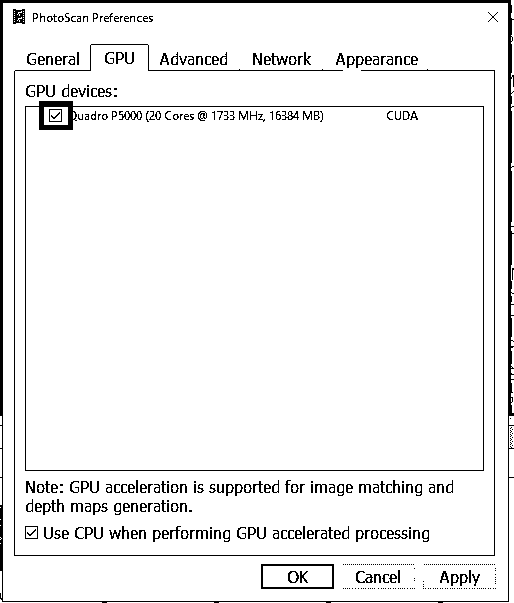 PhotoScan Preferences
General GPU Advanced Network Appearance
GPU devices:
Quadro P5000 (20 Cores @ 1733 MHz, 16384 MB) CUDA
Note: GPU acceleration is supported for image matching and
depth maps generation.
Use CPU when performing GPU accelerated processing
OK Cancel Apply